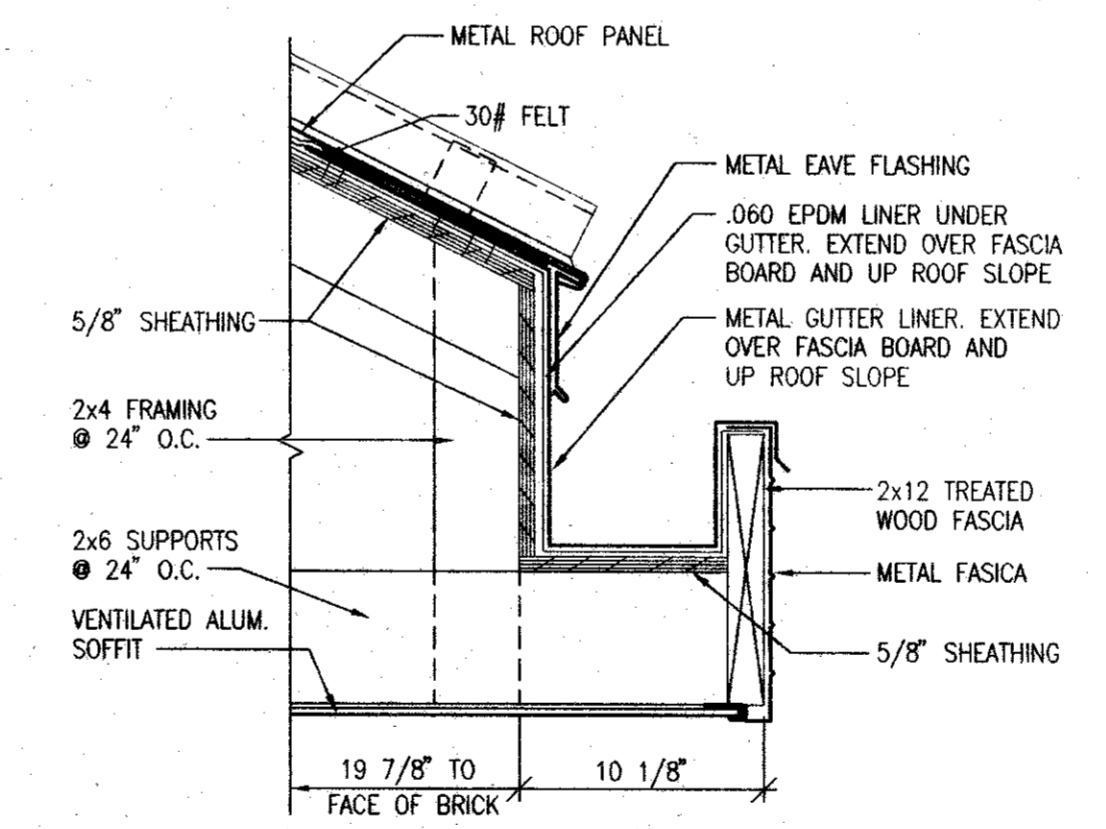 METAL ROOF PANEL
30# FELT
METAL EAVE FLASHING
.060 EPDM LINER UNDER
GUTTER. EXTEND OVER FASCIA
BOARD AND UP ROOF SLOPE
5/8" SHEATHING
METAL GUTTER LINER. EXTEND
OVER FASCIA BOARD AND
UP ROOF SLOPE
2x4 FRAMING
@ 24" O.C.
2x12 TREATED
WOOD FASCIA
2x6 SUPPORTS
@ 24" O.C.
METAL FASICA
VENTILATED ALUM.
SOFFIT
5/8" SHEATHING
19 7/8" TO
FACE OF BRICK
10 1/8"